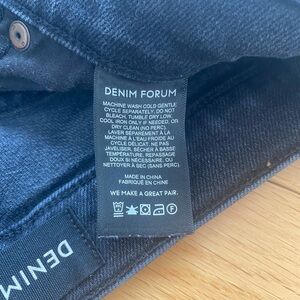 DENIM FORUM
MACHINE WASH COLD GENTLE
CYCLE SEPARATELY, DO NOT
BLEACH, TUMBLE DRY LOW,
COOL IRON ONLY IF NEEDED, OR
DRY CLEAN (NO PERC).
LAVER SÉPARÉMENT À LA
MACHINE À L'EAU FROIDE AU
CYCLE DÉLICAT, NE PAS
JAVELISER, SÉCHER À BASSE
TEMPÉRATURE, REPASSAGE
DOUX SI NÉCESSAIRE, OU
NETTOYER À SEC (SANS PERC).
MADE IN CHINA
FABRIQUÉ EN CHINE
WE MAKE A GREAT PAIR.
DENIM